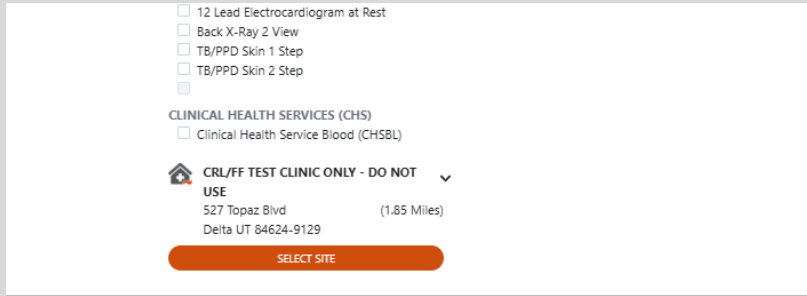 12 Lead Electrocardiogram at Rest
Back X-Ray 2 View
TB/PPD Skin 1 Step
TB/PPD Skin 2 Step
CLINICAL HEALTH SERVICES (CHS)
Clinical Health Service Blood (CHSBL)
CRL/FF TEST CLINIC ONLY - DO NOT
USE
527 Topaz Blvd (1.85 Miles)
Delta UT 84624-9129
SELECT SITE